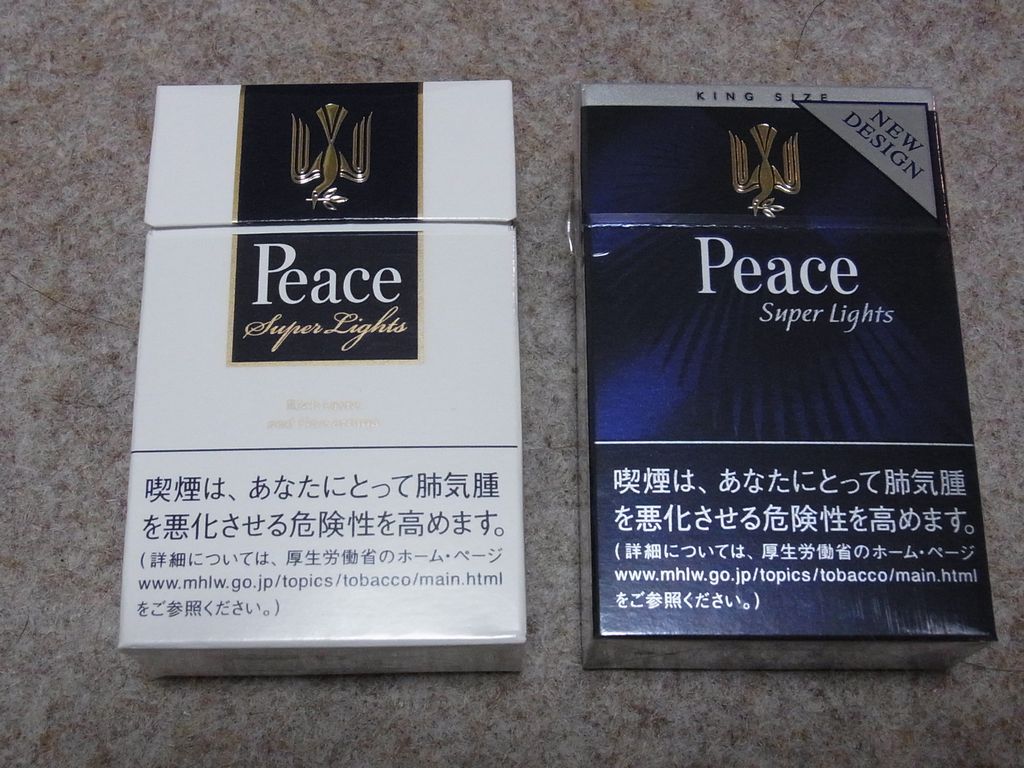 Peace
Super Lights
喫煙は、あなたにとって肺気腫
を悪化させる危険性を高めます。
(詳細については、厚生労働省のホーム・ページ
www.mhlw.go.jp/topics/tobacco/main.html
をご参照ください。)
KING SIZE
NEW
DESIGN
Peace
Super Lights
喫煙は、あなたにとって肺気腫
を悪化させる危険性を高めます。
(詳細については、厚生労働省のホーム・ページ
www.mhlw.go.jp/topics/tobacco/main.html
をご参照ください。)